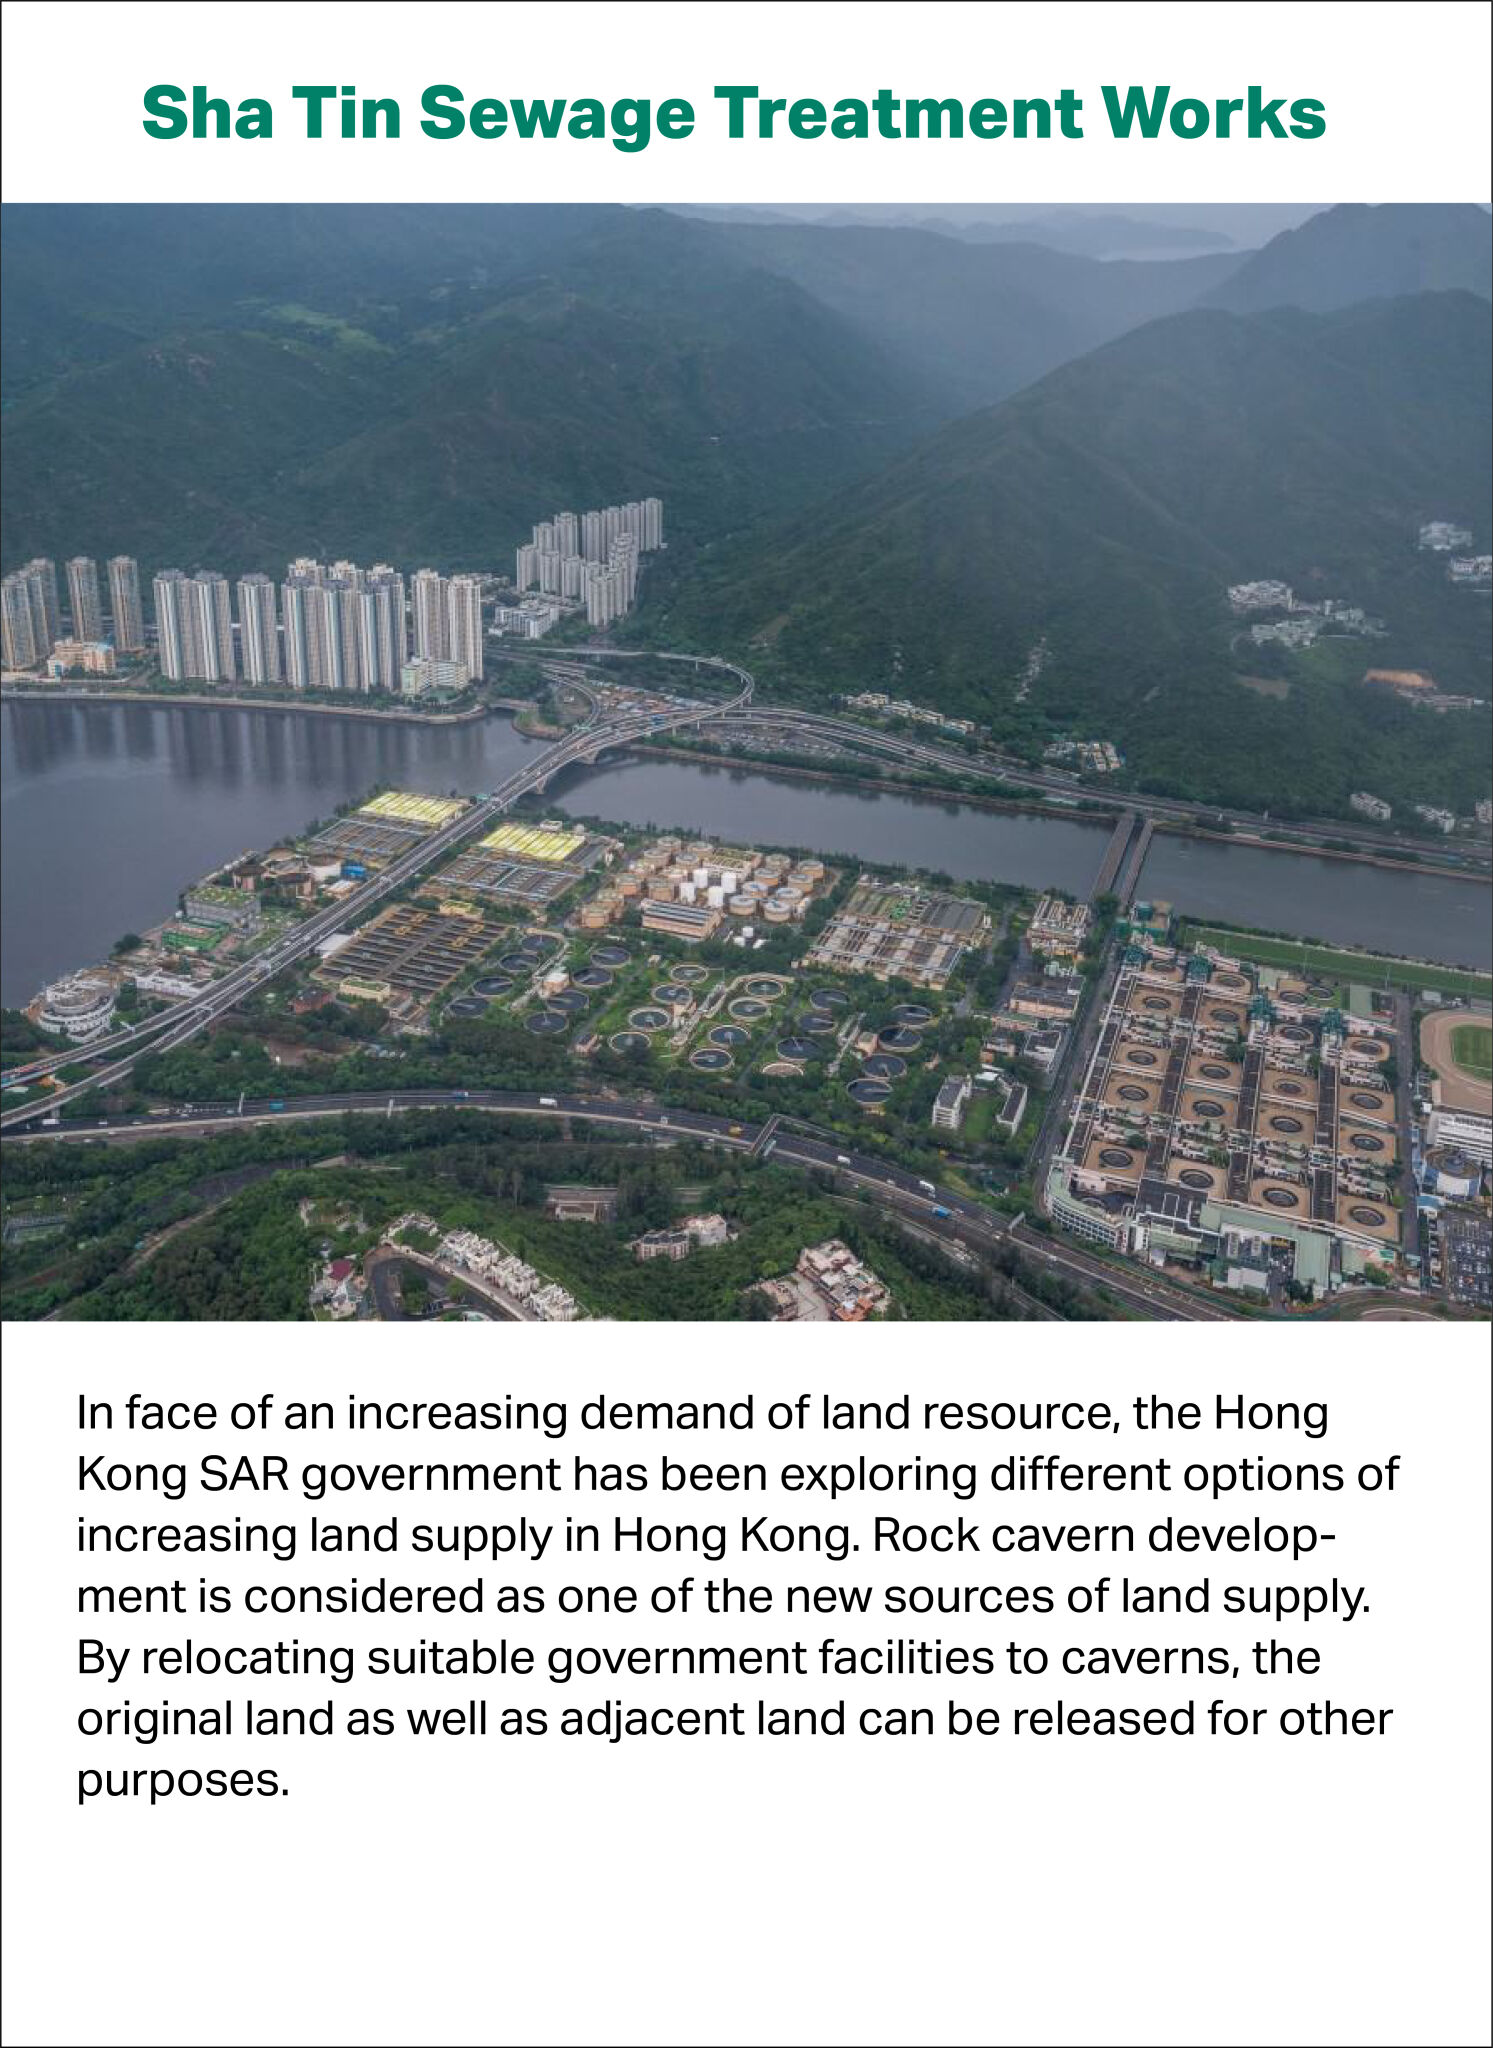 Sha Tin Sewage Treatment Works
In face of an increasing demand of land resource, the Hong
Kong SAR government has been exploring different options of
increasing land supply in Hong Kong. Rock cavern develop-
ment is considered as one of the new sources of land supply.
By relocating suitable government facilities to caverns, the
original land as well as adjacent land can be released for other
purposes.